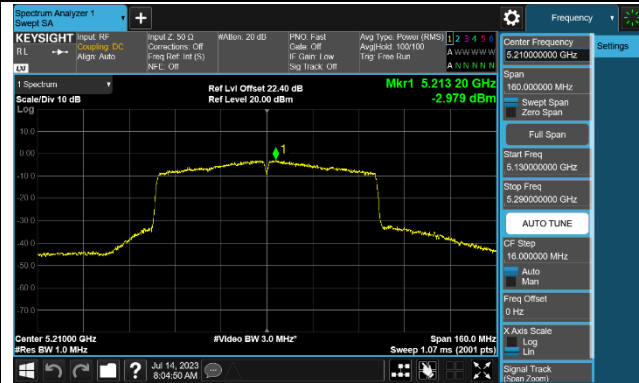 Spectrum Analyzer 1
Swept SA
Frequency
KEYSIGHT
RL
LXI
Input: RF
Coupling: DC
Align: Auto
Input Z: 50 Ω
Corrections: Off
Freq Ref: Int (S)
NFE: Off
#Atten: 20 dB
PNO: Fast
Gate: Off
IF Gain: Low
Sig Track: Off
Avg Type: Power (RMS)
Avg|Hold: 100/100
Trig: Free Run
1 2 3 4 5 6
A W W W W W
A N N N N N
1 Spectrum
Scale/Div 10 dB
Log
Ref Lvl Offset 22.40 dB
Ref Level 20.00 dBm
Mkr1 5.213 20 GHz
-2.979 dBm
10.0
0.00
-10.0
-20.0
-30.0
-40.0
-50.0
-60.0
-70.0
1
Center 5.21000 GHz
#Res BW 1.0 MHz
#Video BW 3.0 MHz*
Span 160.0 MHz
Sweep 1.07 ms (2001 pts)
Jul 14, 2023
8:04:50 AM
Center Frequency
5.210000000 GHz
Settings
Span
160.000000 MHz
Swept Span
Zero Span
Full Span
Start Freq
5.130000000 GHz
Stop Freq
5.290000000 GHz
AUTO TUNE
CF Step
16.000000 MHz
Auto
Man
Freq Offset
0 Hz
X Axis Scale
Log
Lin
Signal Track
(Span Zoom)